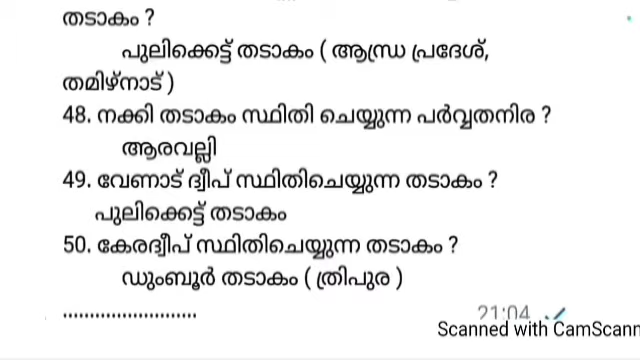 തടാകം ?
പുലിക്കെട്ട് തടാകം ( ആന്ധ്ര പ്രദേശ്,
തമിഴ്നാട് )
48. നക്കി തടാകം സ്ഥിതി ചെയ്യുന്ന പർവ്വതനിര ?
ആരവല്ലി
49. വേണാട് ദ്വീപ് സ്ഥിതിചെയ്യുന്ന തടാകം ?
പുലിക്കെട്ട് തടാകം
50. കേരദ്വീപ് സ്ഥിതിചെയ്യുന്ന തടാകം ?
ഡുംബൂർ തടാകം ( ത്രിപുര )
.........................
21:04
Scanned with CamScann